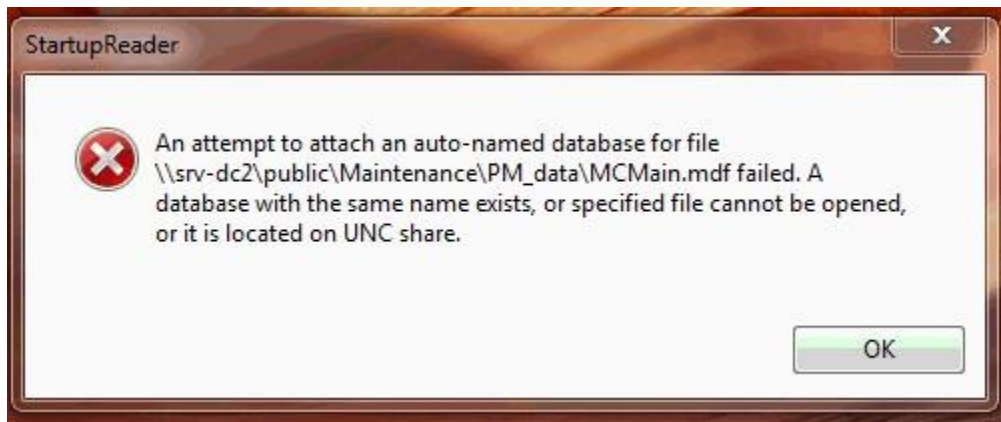 StartupReader
An attempt to attach an auto-named database for file
\\srv-dc2\public\Maintenance\PM_data\MCMain.mdf failed. A
database with the same name exists, or specified file cannot be opened,
or it is located on UNC share.
OK